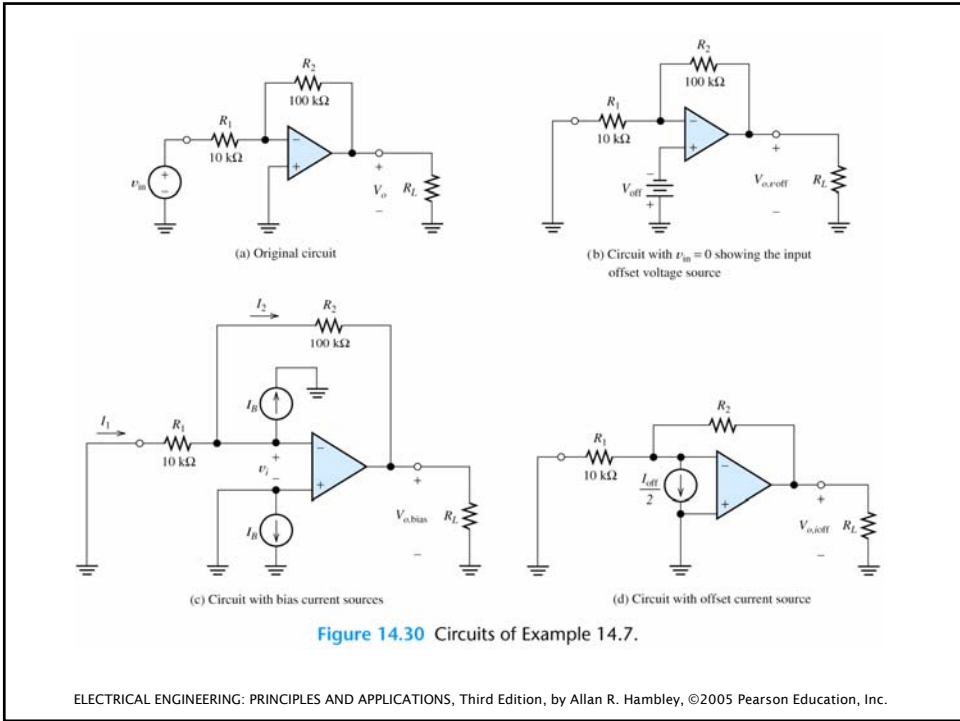 R2
100 kΩ
R1
10 kΩ
−
+
vin
+
−
+
Vo
−
RL
(a) Original circuit
R2
100 kΩ
R1
10 kΩ
−
+
−
Voff
+
+
Vo,voff
−
RL
(b) Circuit with vin = 0 showing the input
offset voltage source
I2
R2
100 kΩ
IB
I1
R1
10 kΩ
+
vi
−
−
+
IB
+
Vo,bias
−
RL
(c) Circuit with bias current sources
R2
R1
10 kΩ
Ioff
2
−
+
+
Vo,ioff
−
RL
(d) Circuit with offset current source
Figure 14.30 Circuits of Example 14.7.
ELECTRICAL ENGINEERING: PRINCIPLES AND APPLICATIONS, Third Edition, by Allan R. Hambley, ©2005 Pearson Education, Inc.